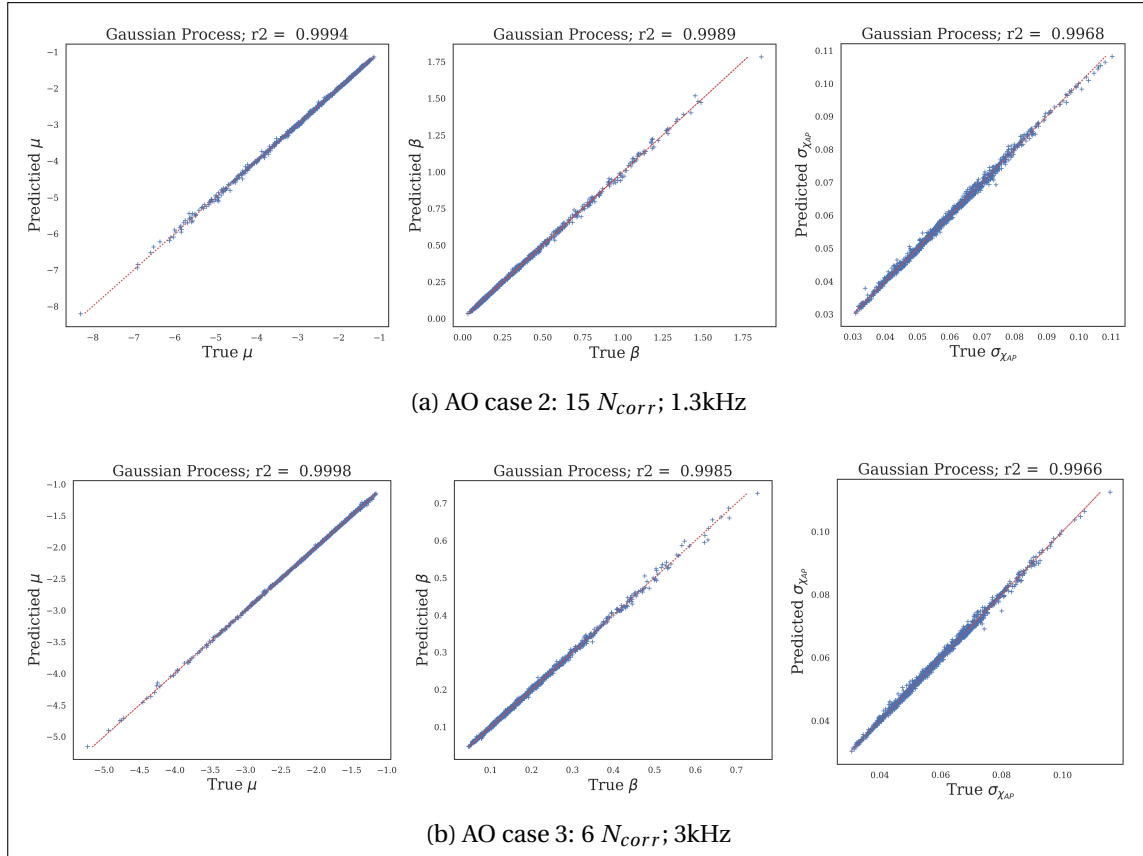 Gaussian Process; r2 = 0.9994
−1
−2
−3
−4
−5
−6
−7
−8
Predictied μ
−8 −7 −6 −5 −4 −3 −2 −1
True μ
Gaussian Process; r2 = 0.9989
1.75
1.50
1.25
1.00
0.75
0.50
0.25
0.00
Predictied β
0.00 0.25 0.50 0.75 1.00 1.25 1.50 1.75
True β
Gaussian Process; r2 = 0.9968
0.11
0.10
0.09
0.08
0.07
0.06
0.05
0.04
0.03
Predicted σχAP
0.03 0.04 0.05 0.06 0.07 0.08 0.09 0.10 0.11
True σχAP
(a) AO case 2: 15 Ncorr; 1.3kHz
Gaussian Process; r2 = 0.9998
−1.0
−1.5
−2.0
−2.5
−3.0
−3.5
−4.0
−4.5
−5.0
Predictied μ
−5.0 −4.5 −4.0 −3.5 −3.0 −2.5 −2.0 −1.5 −1.0
True μ
Gaussian Process; r2 = 0.9985
0.7
0.6
0.5
0.4
0.3
0.2
0.1
Predictied β
0.1 0.2 0.3 0.4 0.5 0.6 0.7
True β
Gaussian Process; r2 = 0.9966
0.10
0.08
0.06
0.04
Predicted σχAP
0.04 0.06 0.08 0.10
True σχAP
(b) AO case 3: 6 Ncorr; 3kHz